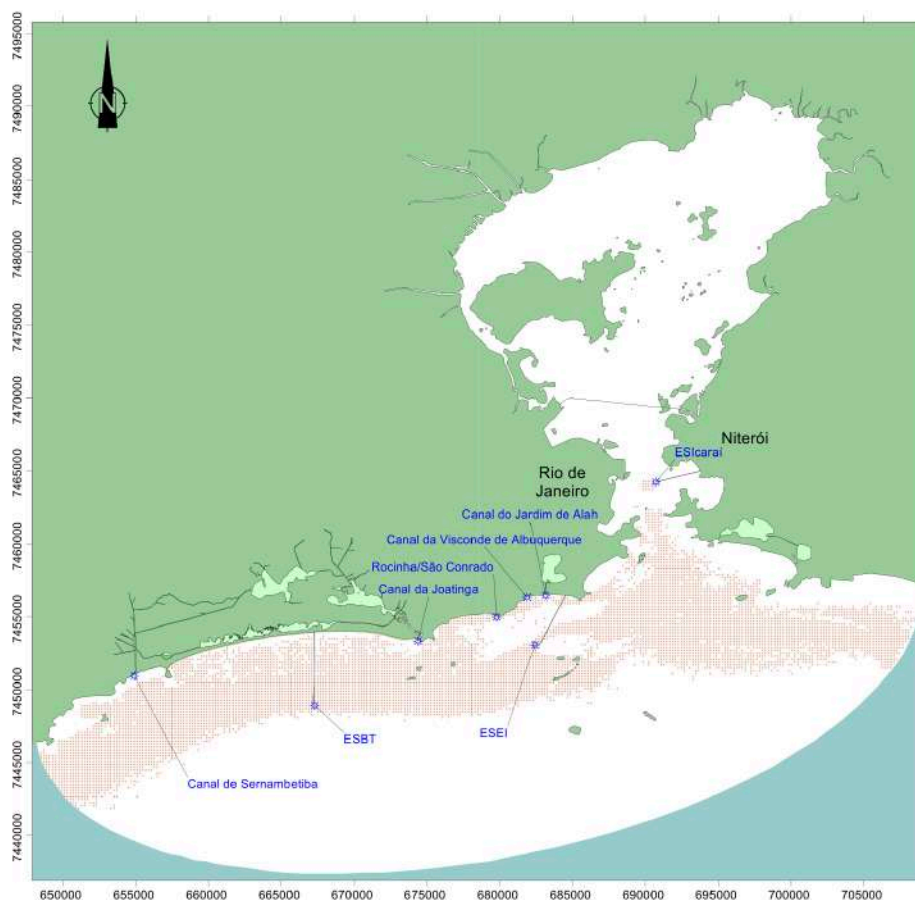 7495000
7490000
7485000
7480000
7475000
7470000
7465000
7460000
7455000
7450000
7445000
7440000
N
Niterói
ESIcaraí
Rio de
Janeiro
Canal do Jardim de Alah
Canal da Visconde de Albuquerque
Rocinha/São Conrado
Canal da Joatinga
ESBT
ESEI
Canal de Sernambetiba
650000 655000 660000 665000 670000 675000 680000 685000 690000 695000 700000 705000